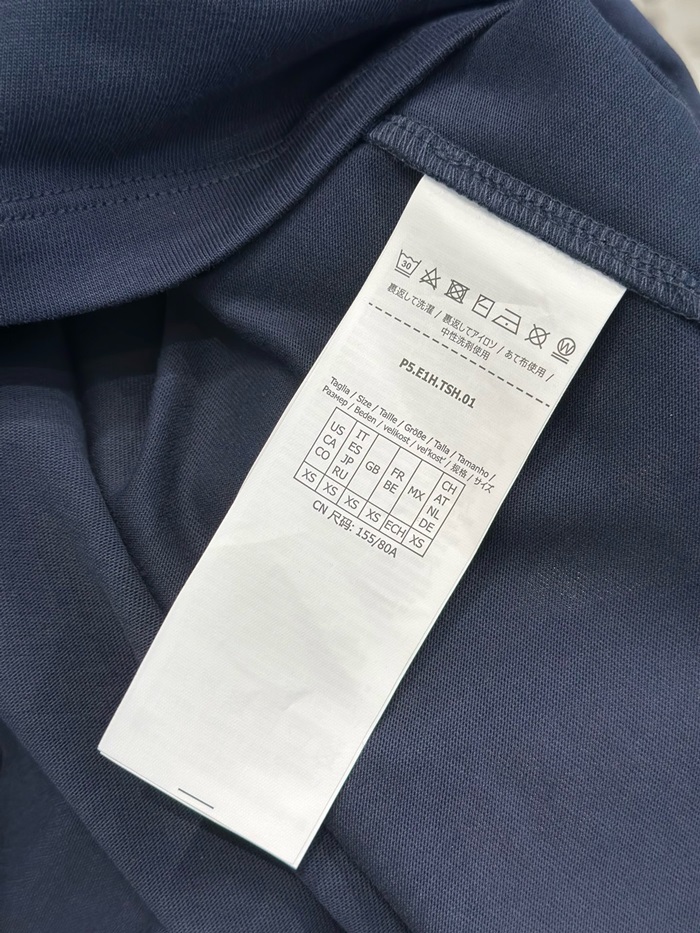 30 W
裏返して洗濯 / 裏返してアイロン / あて布使用 /
中性洗剤使用
P5.E1H.TSH.01
Taglia / Size / Taille / Größe / Talla / Tamanho /
Размер / Beden / velikost / veľkosť / 规格 / サイズ
US CA CO IT ES JP RU GB FR BE MX CH AT NL DE
XS XS XS XS ECH XS
CN 尺码: 155/80A